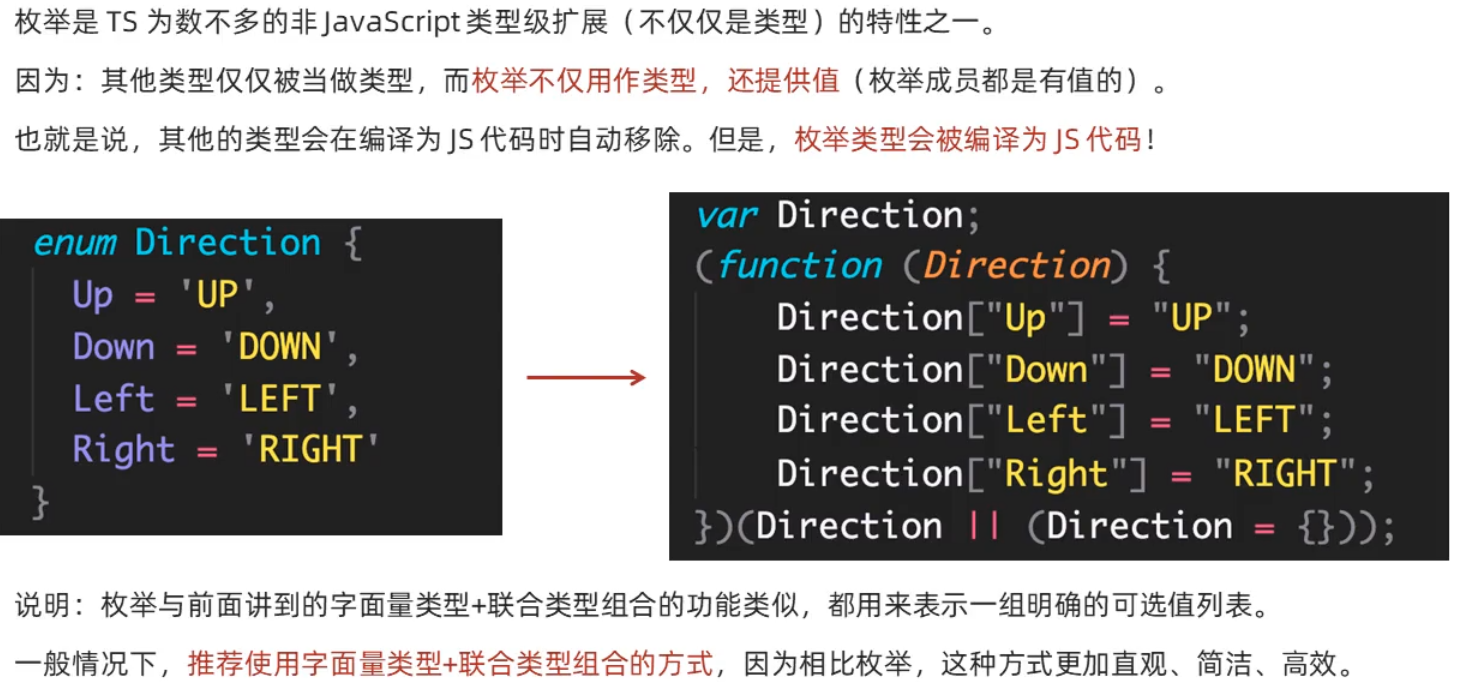 枚举是 TS 为数不多的非 JavaScript 类型级扩展（不仅仅是类型）的特性之一。
因为：其他类型仅仅被当做类型，而枚举不仅用作类型，还提供值（枚举成员都是有值的）。
也就是说，其他的类型会在编译为 JS 代码时自动移除。但是，枚举类型会被编译为 JS 代码！
enum Direction {
Up = 'UP',
Down = 'DOWN',
Left = 'LEFT',
Right = 'RIGHT'
}
var Direction;
(function (Direction) {
Direction["Up"] = "UP";
Direction["Down"] = "DOWN";
Direction["Left"] = "LEFT";
Direction["Right"] = "RIGHT";
})(Direction || (Direction = {}));
说明：枚举与前面讲到的字面量类型+联合类型组合的功能类似，都用来表示一组明确的可选值列表。
一般情况下，推荐使用字面量类型+联合类型组合的方式，因为相比枚举，这种方式更加直观、简洁、高效。